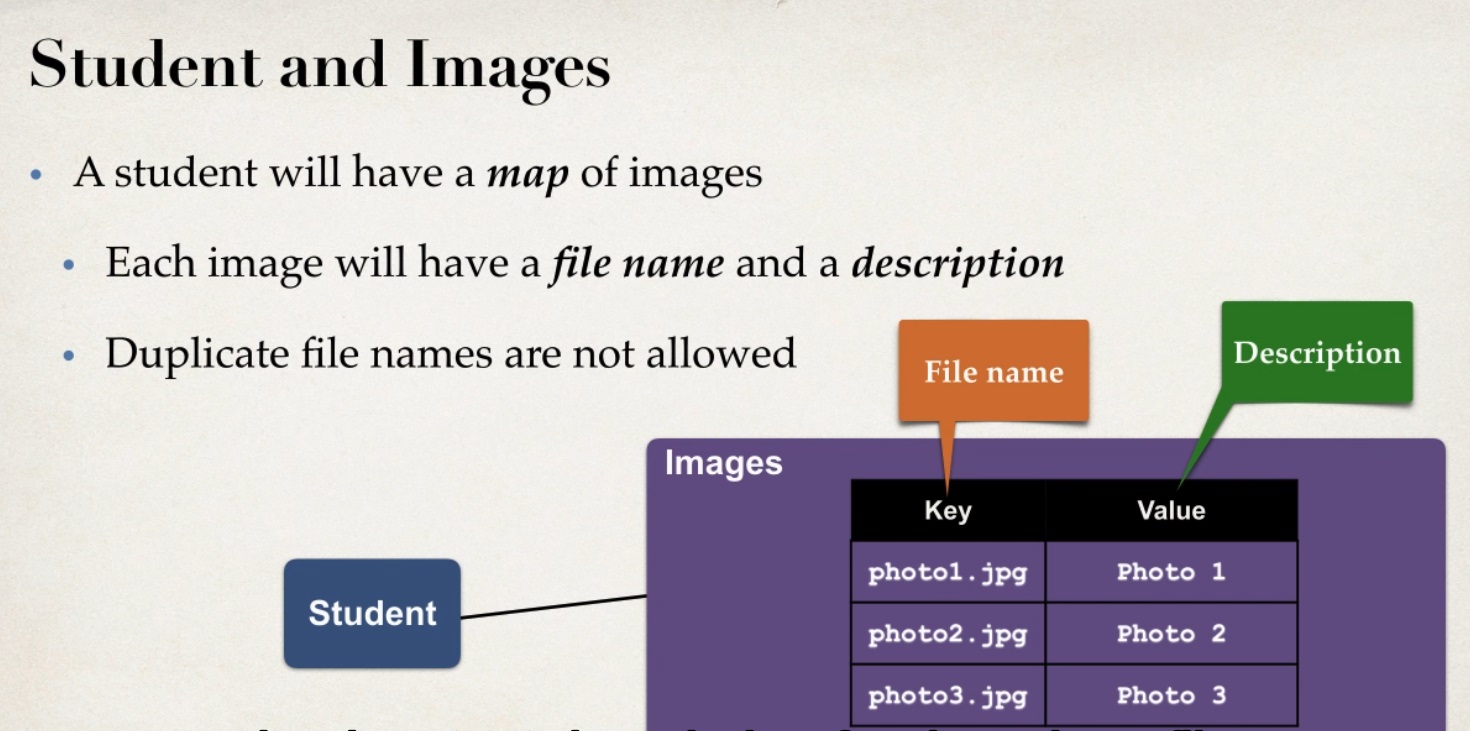 Student and Images
• A student will have a map of images
• Each image will have a file name and a description
• Duplicate file names are not allowed
File name
Description
Images
Key Value
photo1.jpg Photo 1
photo2.jpg Photo 2
photo3.jpg Photo 3
Student